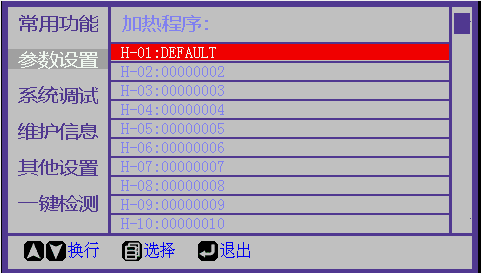 常用功能
参数设置
系统调试
维护信息
其他设置
一键检测
加热程序:
H-01:DEFAULT
H-02:00000002
H-03:00000003
H-04:00000004
H-05:00000005
H-06:00000006
H-07:00000007
H-08:00000008
H-09:00000009
H-10:00000010
换行 选择 退出